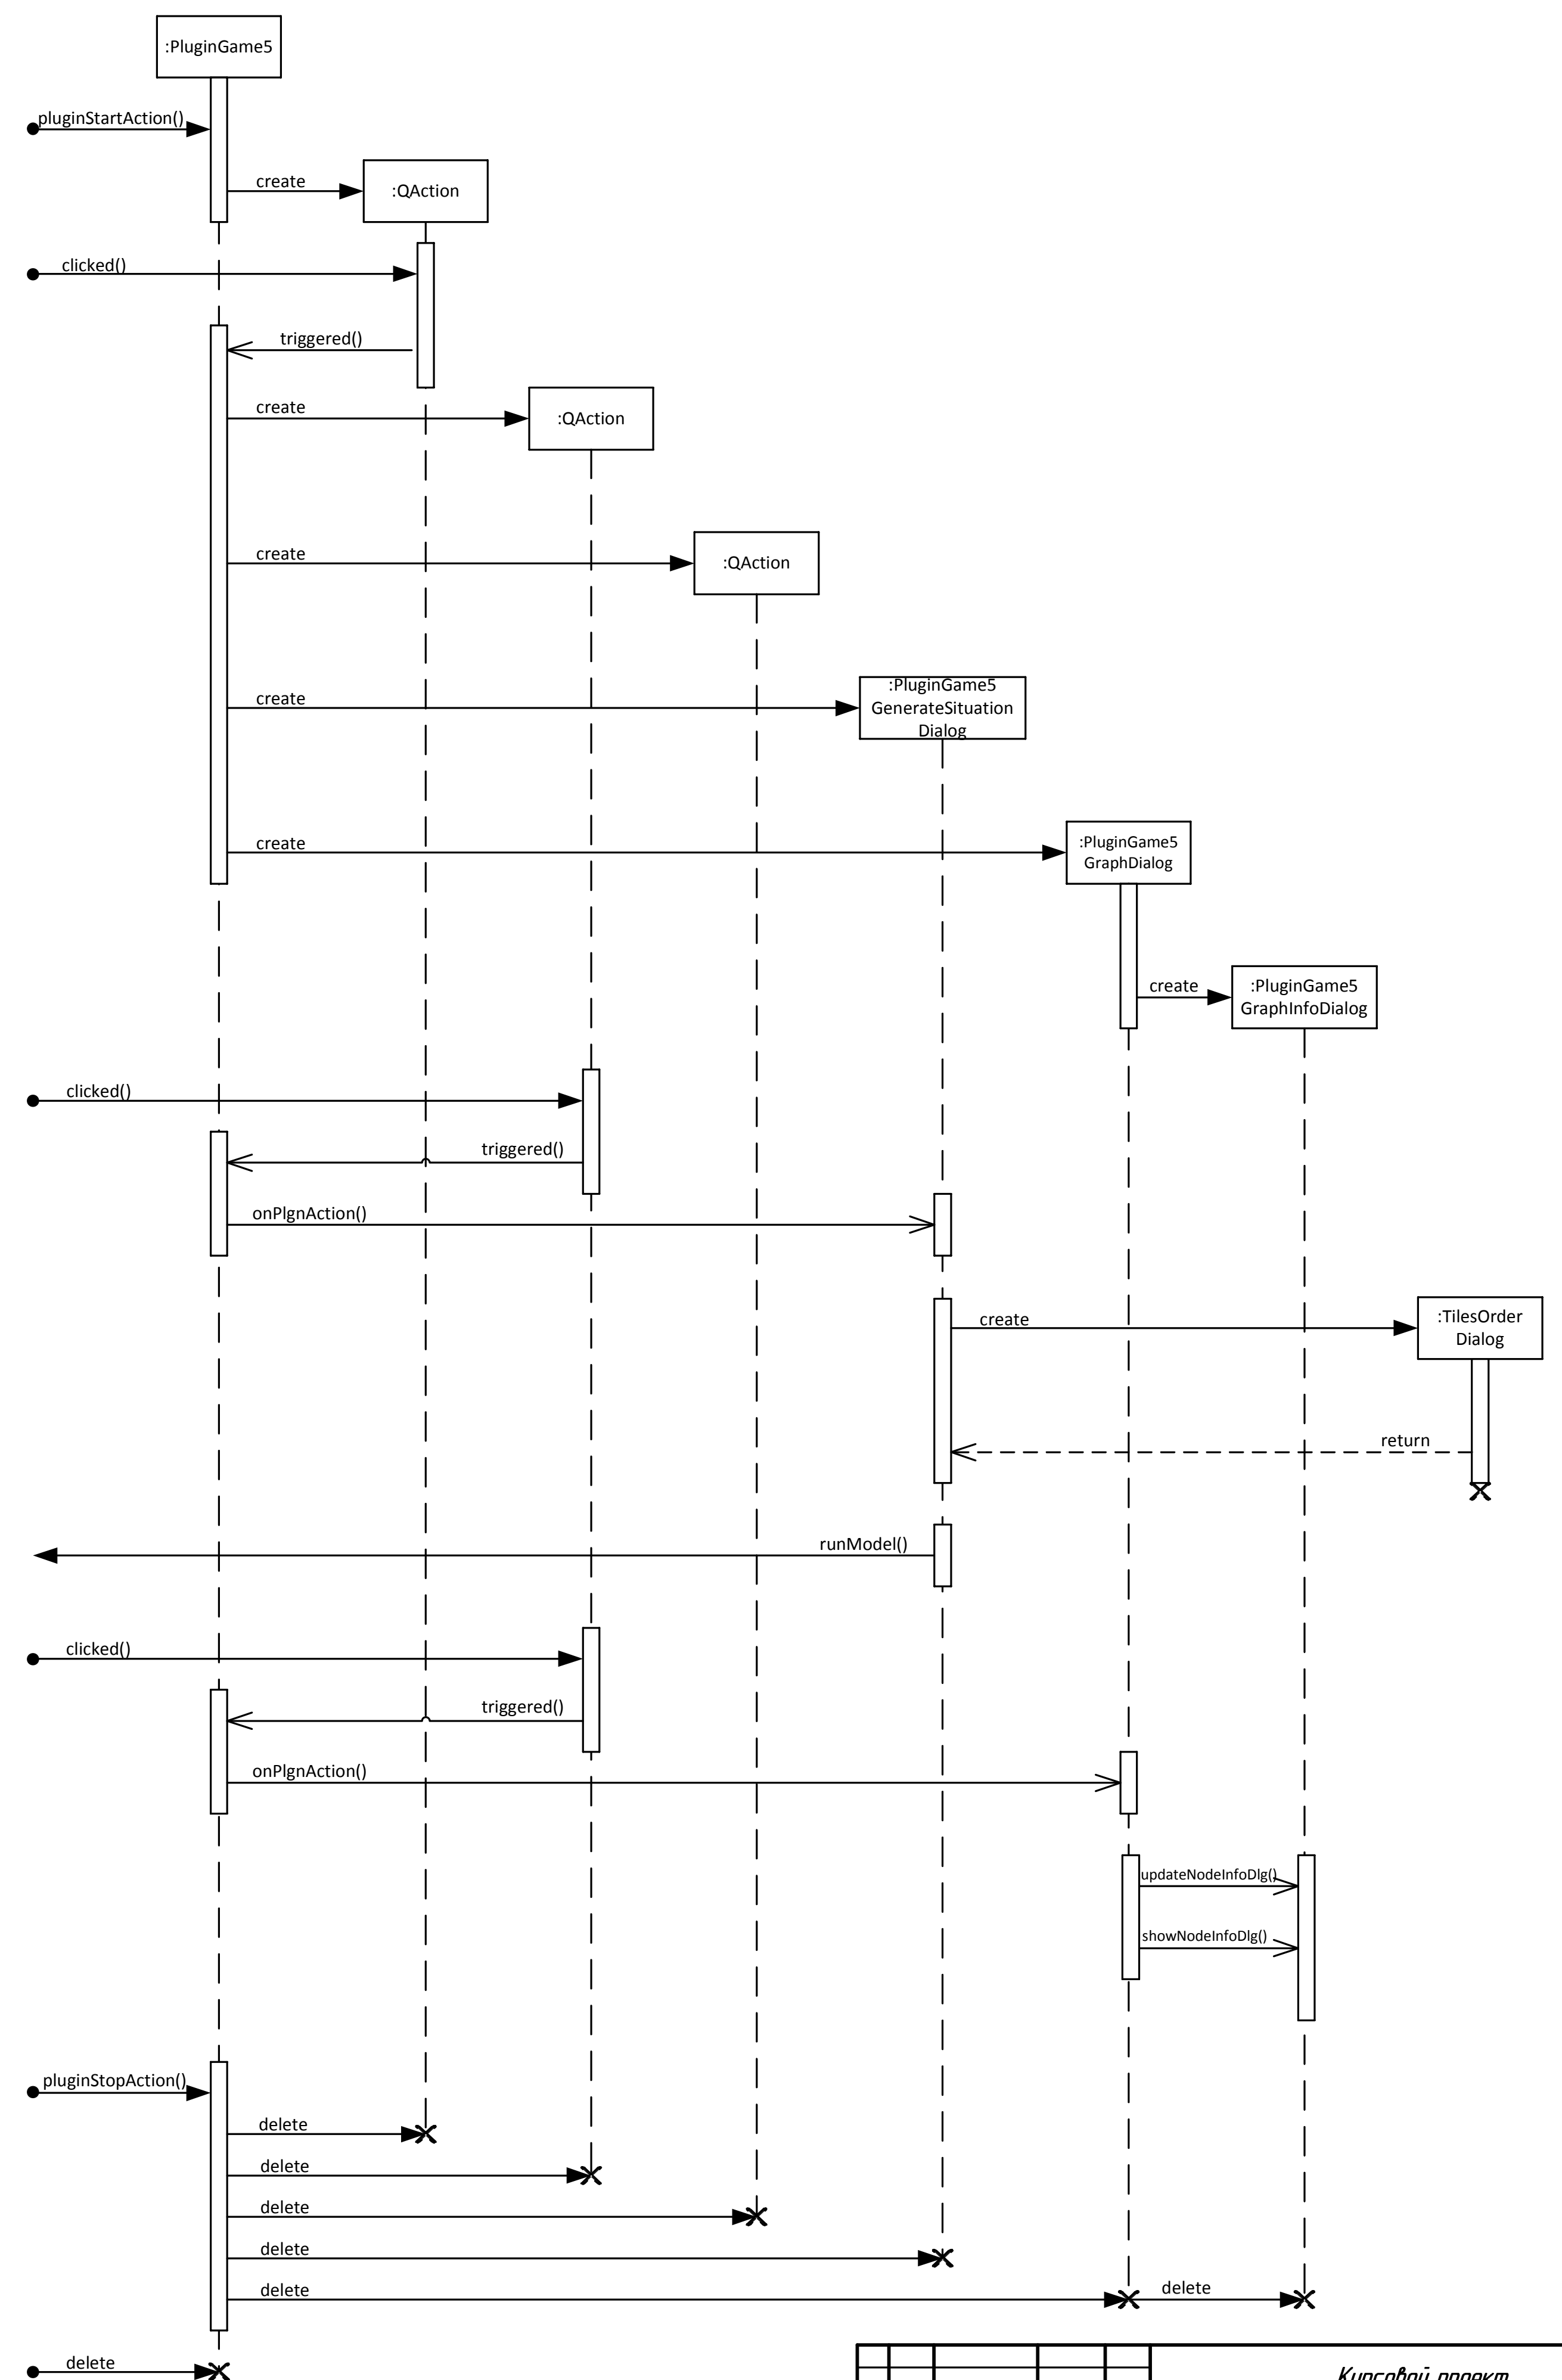 :PluginGame5
pluginStartAction()
create
:QAction
clicked()
triggered()
create
:QAction
create
:QAction
create
:PluginGame5
GenerateSituation
Dialog
create
:PluginGame5
GraphDialog
create
:PluginGame5
GraphInfoDialog
clicked()
triggered()
onPlgnAction()
create
:TilesOrder
Dialog
return
runModel()
clicked()
triggered()
onPlgnAction()
updateNodeInfoDlg()
showNodeInfoDlg()
pluginStopAction()
delete
delete
delete
delete
delete
delete
delete
Курсовой проект